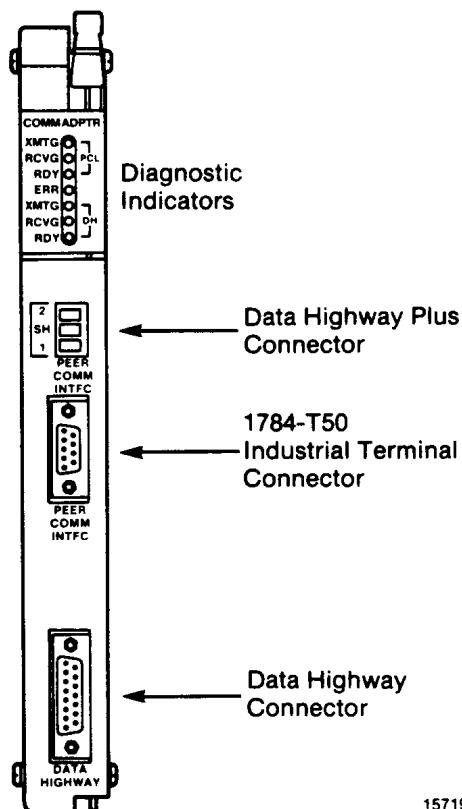 COMM ADPTR
XMTG
RCVG
RDY
PCL
ERR
XMTG
RCVG
RDY
DH
Diagnostic
Indicators
2
SH
1
PEER
COMM
INTFC
Data Highway Plus
Connector
1784-T50
Industrial Terminal
Connector
PEER
COMM
INTFC
Data Highway
Connector
DATA
HIGHWAY